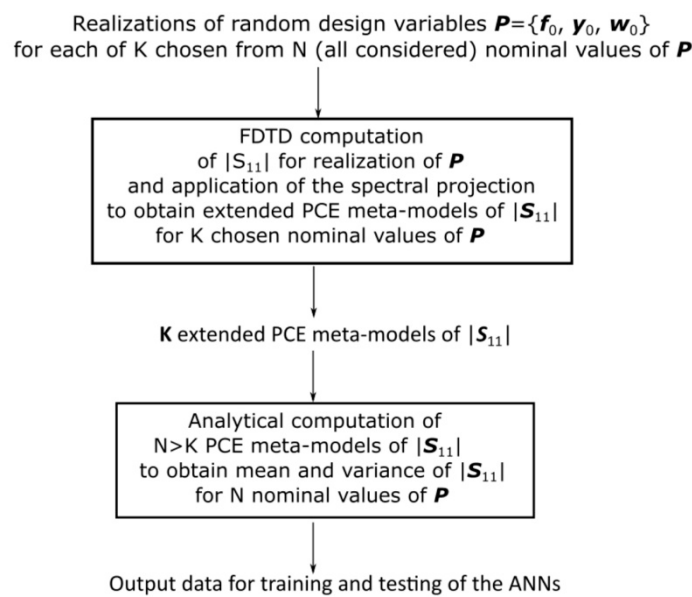 Realizations of random design variables P={f₀, y₀, w₀}
for each of K chosen from N (all considered) nominal values of P
FDTD computation
of |S₁₁| for realization of P
and application of the spectral projection
to obtain extended PCE meta-models of |S₁₁|
for K chosen nominal values of P
K extended PCE meta-models of |S₁₁|
Analytical computation of
N>K PCE meta-models of |S₁₁|
to obtain mean and variance of |S₁₁|
for N nominal values of P
Output data for training and testing of the ANNs